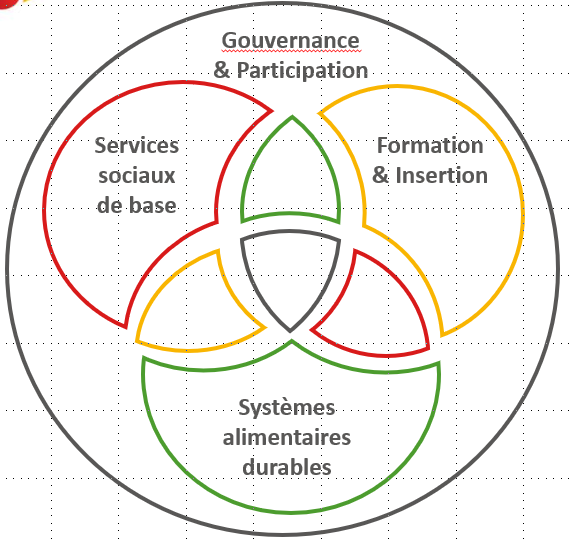 Gouvernance
& Participation
Services
sociaux
de base
Formation
& Insertion
Systèmes
alimentaires
durables